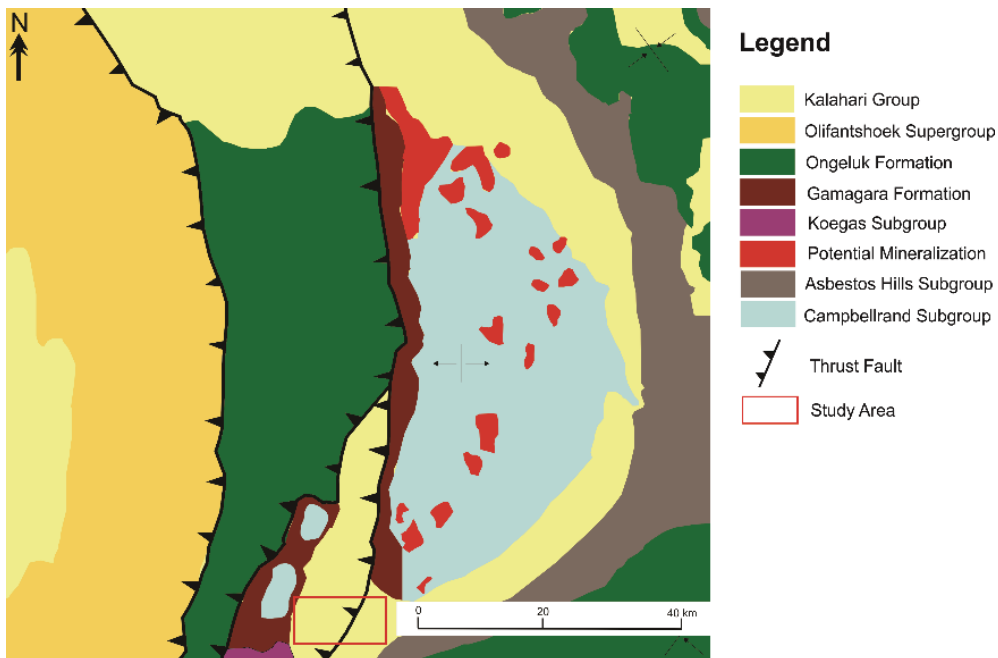 N
Legend
Kalahari Group
Olifantshoek Supergroup
Ongeluk Formation
Gamagara Formation
Koegas Subgroup
Potential Mineralization
Asbestos Hills Subgroup
Campbellrand Subgroup
Thrust Fault
Study Area
0 20 40 km